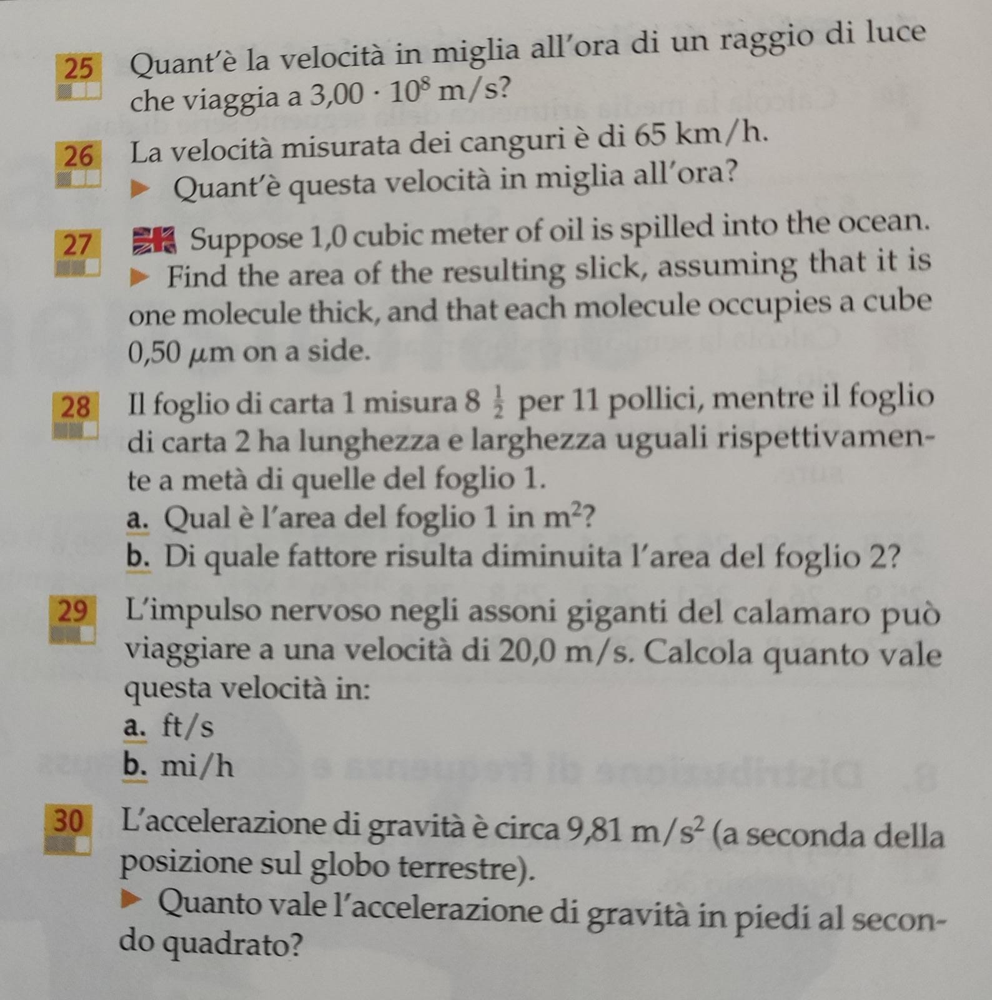 25 Quant'è la velocità in miglia all'ora di un raggio di luce
che viaggia a 3,00 · 10⁸ m/s?
26 La velocità misurata dei canguri è di 65 km/h.
▶ Quant'è questa velocità in miglia all'ora?
27 Suppose 1,0 cubic meter of oil is spilled into the ocean.
▶ Find the area of the resulting slick, assuming that it is
one molecule thick, and that each molecule occupies a cube
0,50 μm on a side.
28 Il foglio di carta 1 misura 8 ½ per 11 pollici, mentre il foglio
di carta 2 ha lunghezza e larghezza uguali rispettivamen-
te a metà di quelle del foglio 1.
a. Qual è l'area del foglio 1 in m²?
b. Di quale fattore risulta diminuita l'area del foglio 2?
29 L'impulso nervoso negli assoni giganti del calamaro può
viaggiare a una velocità di 20,0 m/s. Calcola quanto vale
questa velocità in:
a. ft/s
b. mi/h
30 L'accelerazione di gravità è circa 9,81 m/s² (a seconda della
posizione sul globo terrestre).
▶ Quanto vale l'accelerazione di gravità in piedi al secon-
do quadrato?